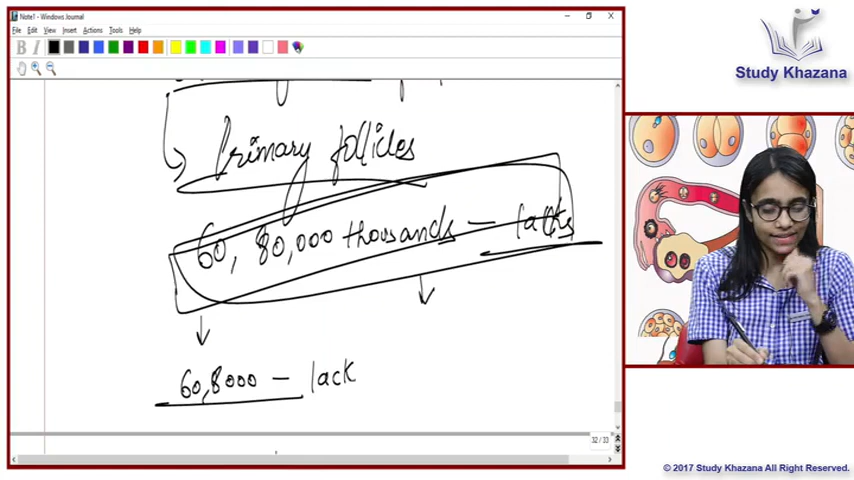 Note1 - Windows Journal
File Edit View Insert Actions Tools Help
B I
Study Khazana
Primary follicles
60, 80,000 thousands - lakhs
60,8000 - lack
32 / 33
© 2017 Study Khazana All Right Reserved.